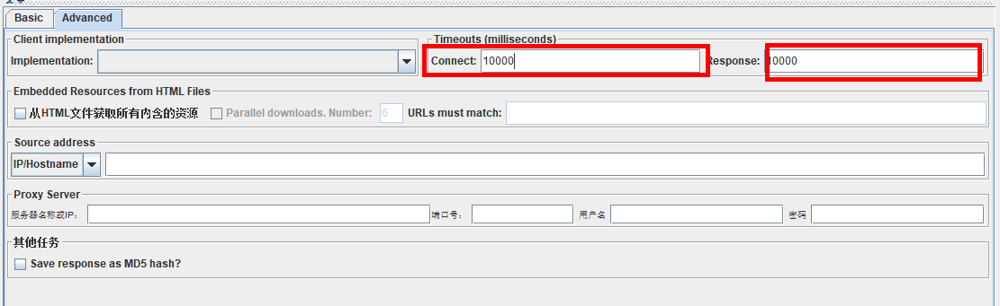 Basic Advanced
Client implementation Timeouts (milliseconds)
Implementation: Connect: 10000 Response: 10000
Embedded Resources from HTML Files
从HTML文件获取所有内含的资源 Parallel downloads. Number: 6 URLs must match:
Source address
IP/Hostname
Proxy Server
服务器名称或IP: 端口号: 用户名 密码
其他任务
Save response as MD5 hash?